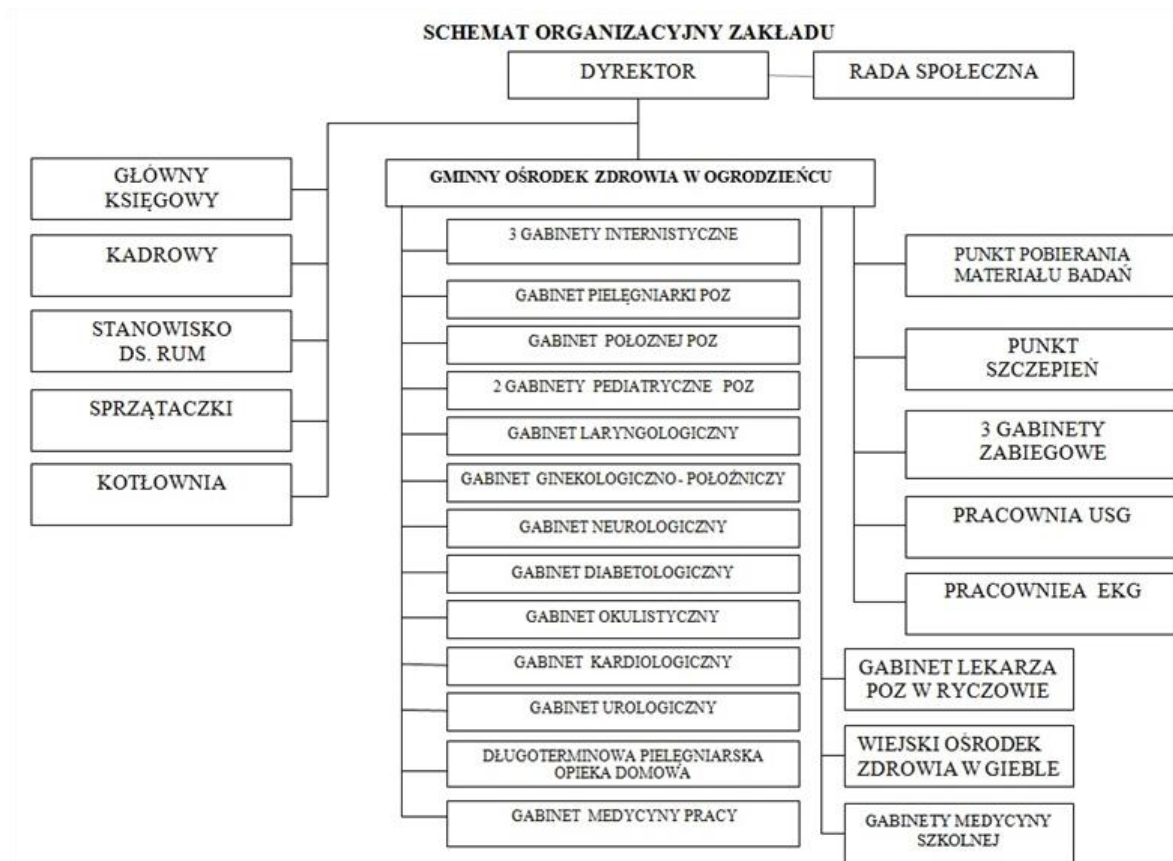 SCHEMAT ORGANIZACYJNY ZAKŁADU
DYREKTOR
RADA SPOŁECZNA
GŁÓWNY
KSIĘGOWY
KADROWY
STANOWISKO
DS. RUM
SPRZĄTACZKI
KOTŁOWNIA
GMINNY OŚRODEK ZDROWIA W OGRODZIEŃCU
3 GABINETY INTERNISTYCZNE
GABINET PIELĘGNIARKI POZ
GABINET POŁOZNEJ POZ
2 GABINETY PEDIATRYCZNE POZ
GABINET LARYNGOLOGICZNY
GABINET GINEKOLOGICZNO - POŁOŹNICZY
GABINET NEUROLOGICZNY
GABINET DIABETOLOGICZNY
GABINET OKULISTYCZNY
GABINET KARDIOLOGICZNY
GABINET UROLOGICZNY
DŁUGOTERMINOWA PIELĘGNIARSKA
OPIEKA DOMOWA
GABINET MEDYCYNY PRACY
PUNKT POBIERANIA
MATERIAŁU BADAŃ
PUNKT
SZCZEPIEŃ
3 GABINETY
ZABIEGOWE
PRACOWNIA USG
PRACOWNIEA EKG
GABINET LEKARZA
POZ W RYCZOWIE
WIEJSKI OŚRODEK
ZDROWIA W GIEBLE
GABINETY MEDYCYNY
SZKOLNEJ